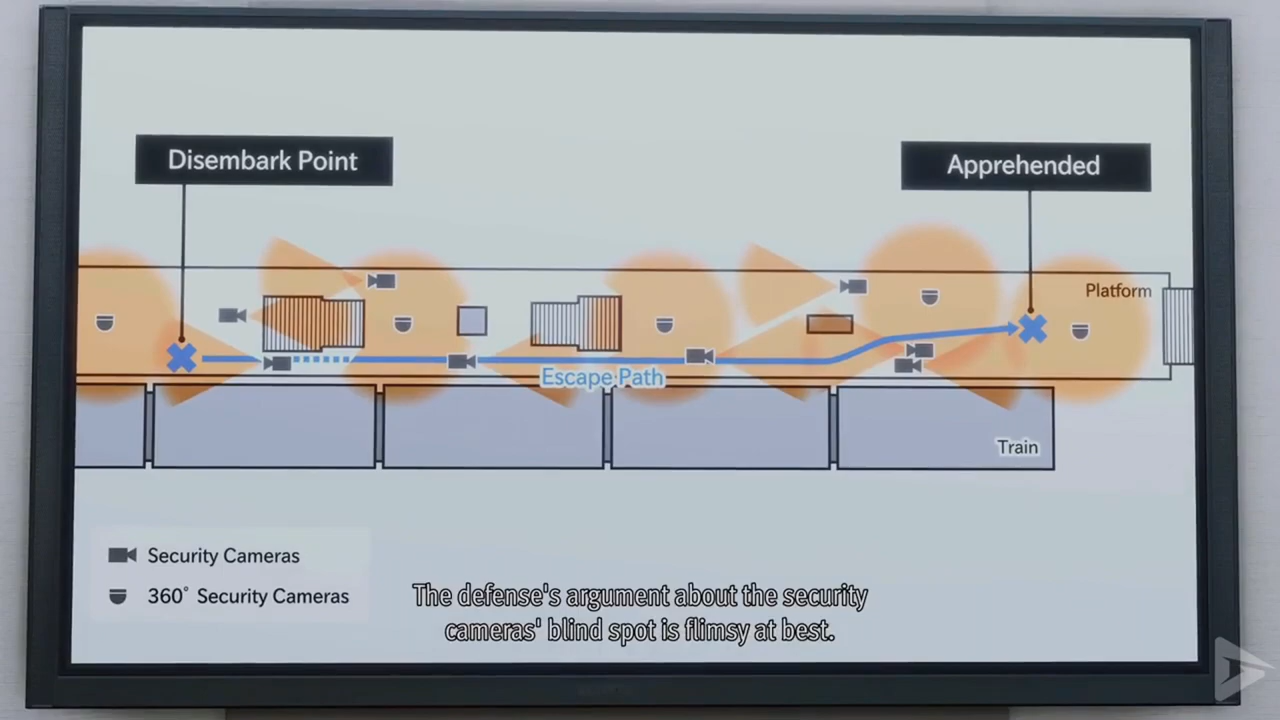 Disembark Point
Apprehended
Platform
Escape Path
Train
Security Cameras
360° Security Cameras
The defense's argument about the security
cameras' blind spot is flimsy at best.